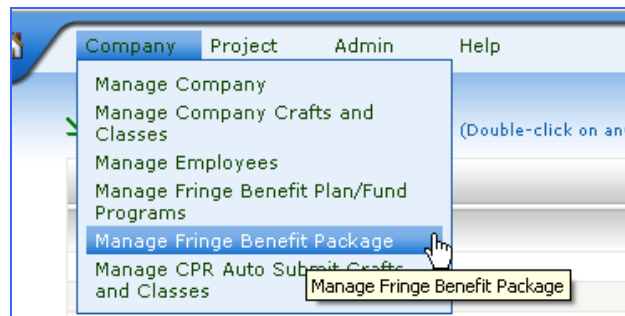 Company Project Admin Help
Manage Company
Manage Company Crafts and
Classes
(Double-click on an
Manage Employees
Manage Fringe Benefit Plan/Fund
Programs
Manage Fringe Benefit Package
Manage CPR Auto Submit Crafts
and Classes
Manage Fringe Benefit Package